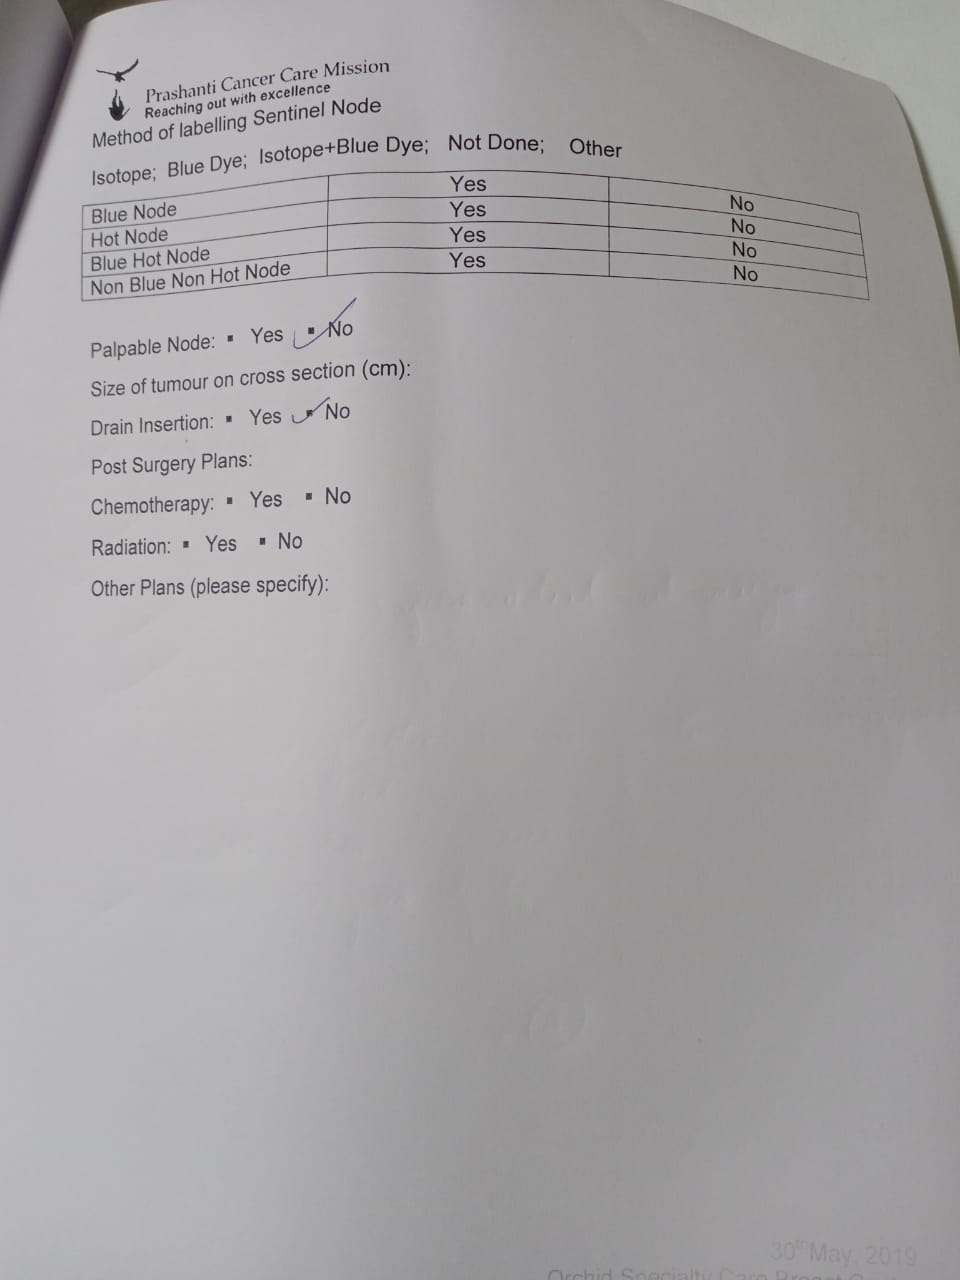 Prashanti Cancer Care Mission
Reaching out with excellence
Method of labelling Sentinel Node
Isotope; Blue Dye; Isotope+Blue Dye; Not Done; Other
Blue Node Yes No
Hot Node Yes No
Blue Hot Node Yes No
Non Blue Non Hot Node Yes No
Palpable Node: ▪ Yes ▪ No
Size of tumour on cross section (cm):
Drain Insertion: ▪ Yes ▪ No
Post Surgery Plans:
Chemotherapy: ▪ Yes ▪ No
Radiation: ▪ Yes ▪ No
Other Plans (please specify):
30th May, 2019
Orchid Specialty Care Breast